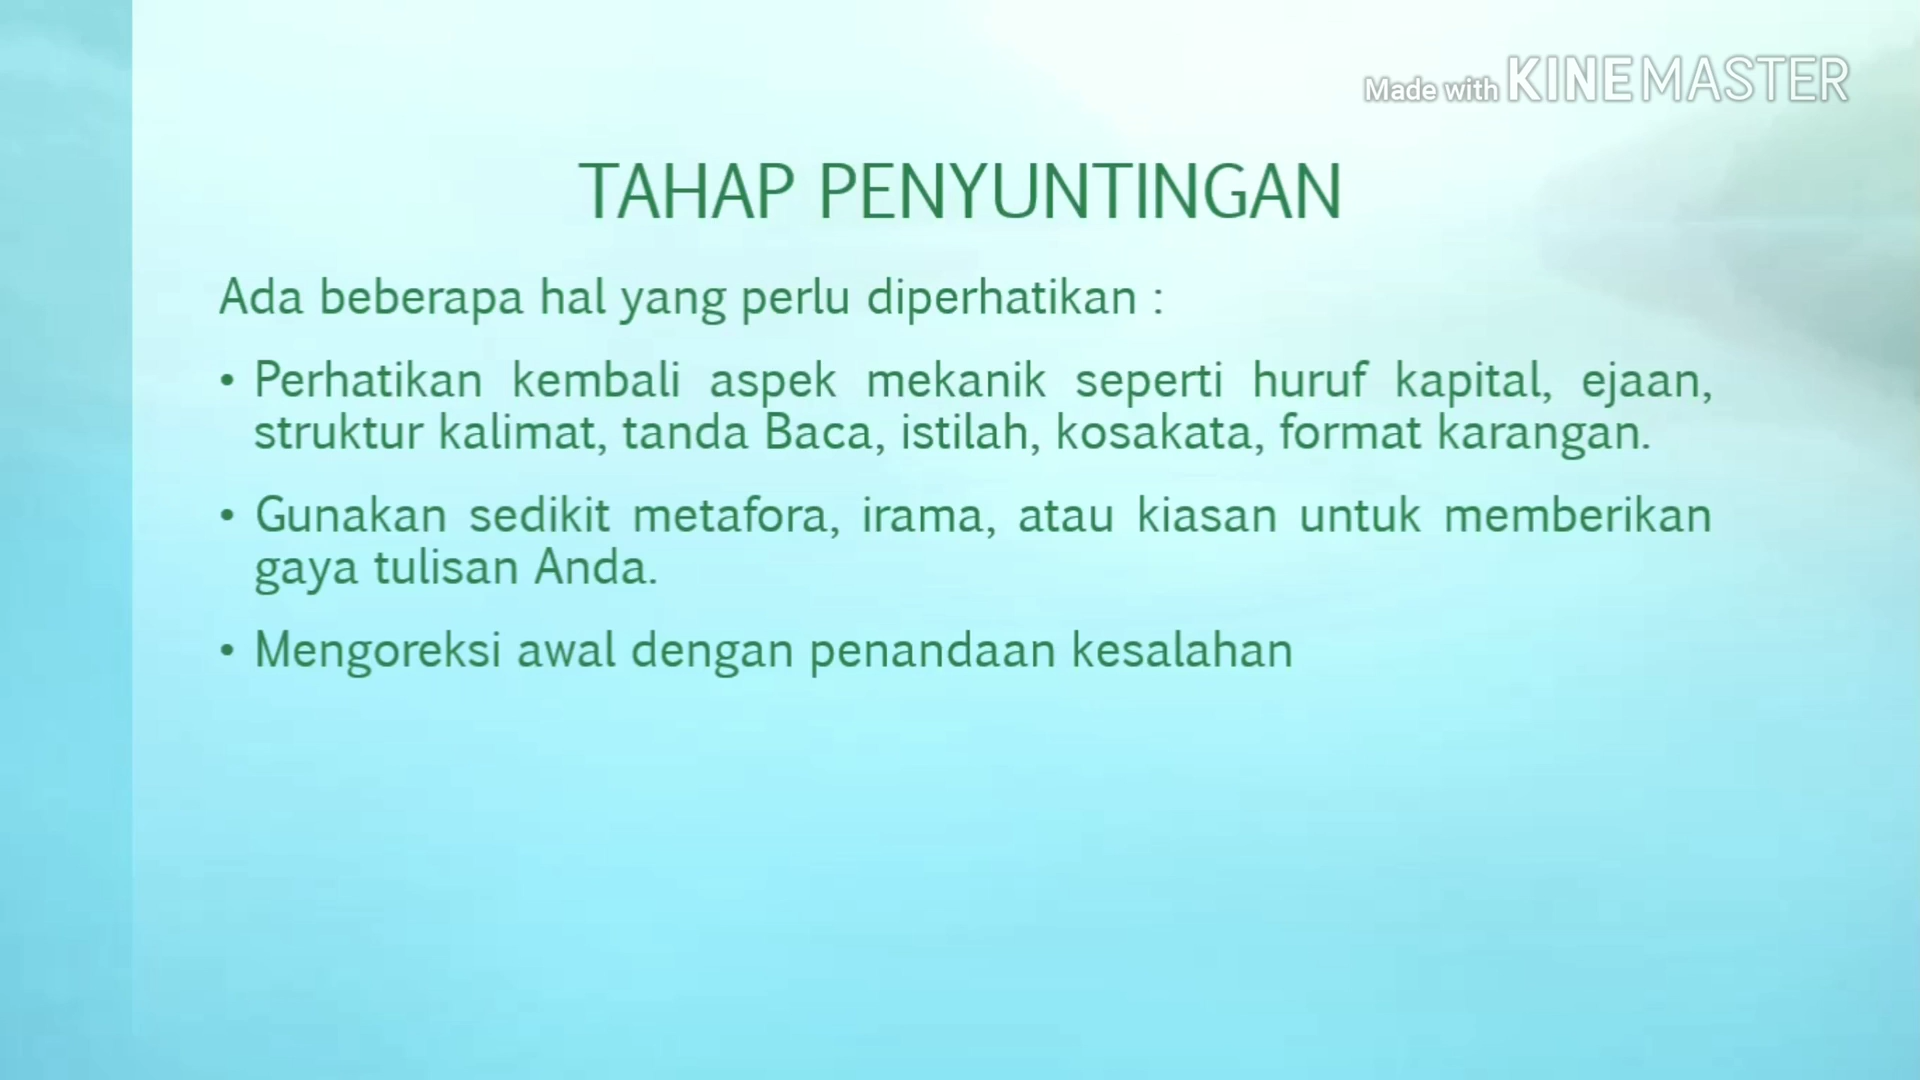 Made with KINEMASTER
TAHAP PENYUNTINGAN
Ada beberapa hal yang perlu diperhatikan :
• Perhatikan kembali aspek mekanik seperti huruf kapital, ejaan,
struktur kalimat, tanda Baca, istilah, kosakata, format karangan.
• Gunakan sedikit metafora, irama, atau kiasan untuk memberikan
gaya tulisan Anda.
• Mengoreksi awal dengan penandaan kesalahan